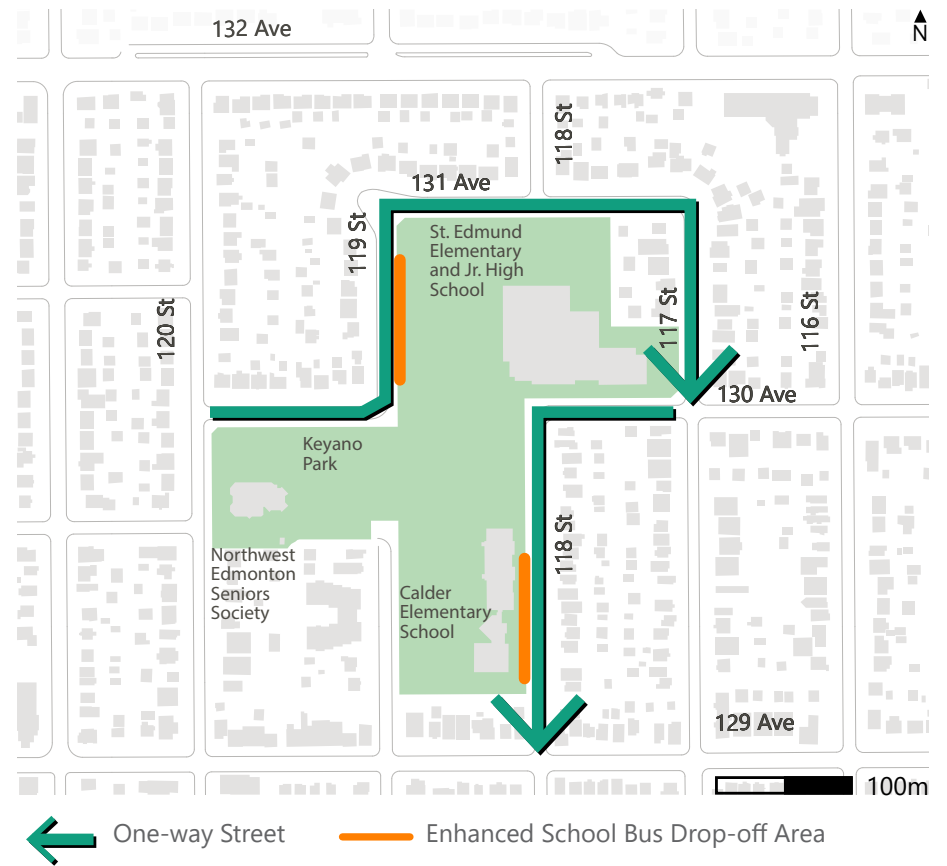 132 Ave
N
118 St
131 Ave
119 St
St. Edmund
Elementary
and Jr. High
School
120 St
117 St
116 St
130 Ave
Keyano
Park
118 St
Northwest
Edmonton
Seniors
Society
Calder
Elementary
School
129 Ave
100m
One-way Street
Enhanced School Bus Drop-off Area